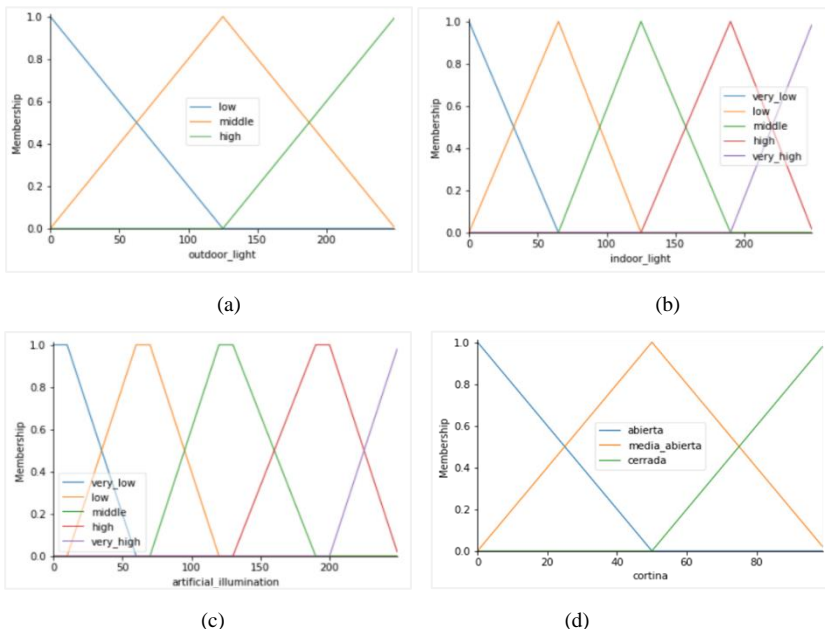 1.0
0.8
0.6
0.4
0.2
0.0
Membership
low
middle
high
0 50 100 150 200
outdoor_light
(a)
1.0
0.8
0.6
0.4
0.2
0.0
Membership
very_low
low
middle
high
very_high
0 50 100 150 200
indoor_light
(b)
1.0
0.8
0.6
0.4
0.2
0.0
Membership
very_low
low
middle
high
very_high
0 50 100 150 200
artificial_illumination
(c)
1.0
0.8
0.6
0.4
0.2
0.0
Membership
abierta
media_abierta
cerrada
0 20 40 60 80
cortina
(d)